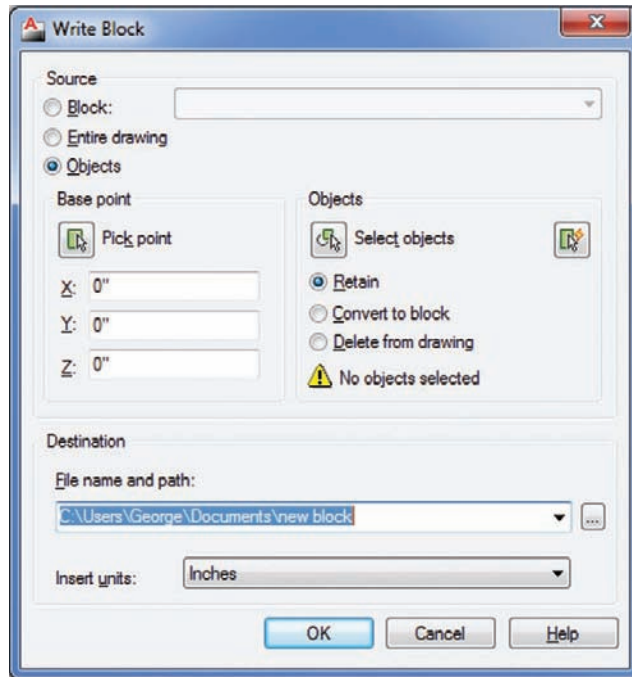 Write Block
Source
Block:
Entire drawing
Objects
Base point
Pick point
X: 0"
Y: 0"
Z: 0"
Objects
Select objects
Retain
Convert to block
Delete from drawing
No objects selected
Destination
File name and path:
C:\Users\George\Documents\new block
...
Insert units: Inches
OK Cancel Help